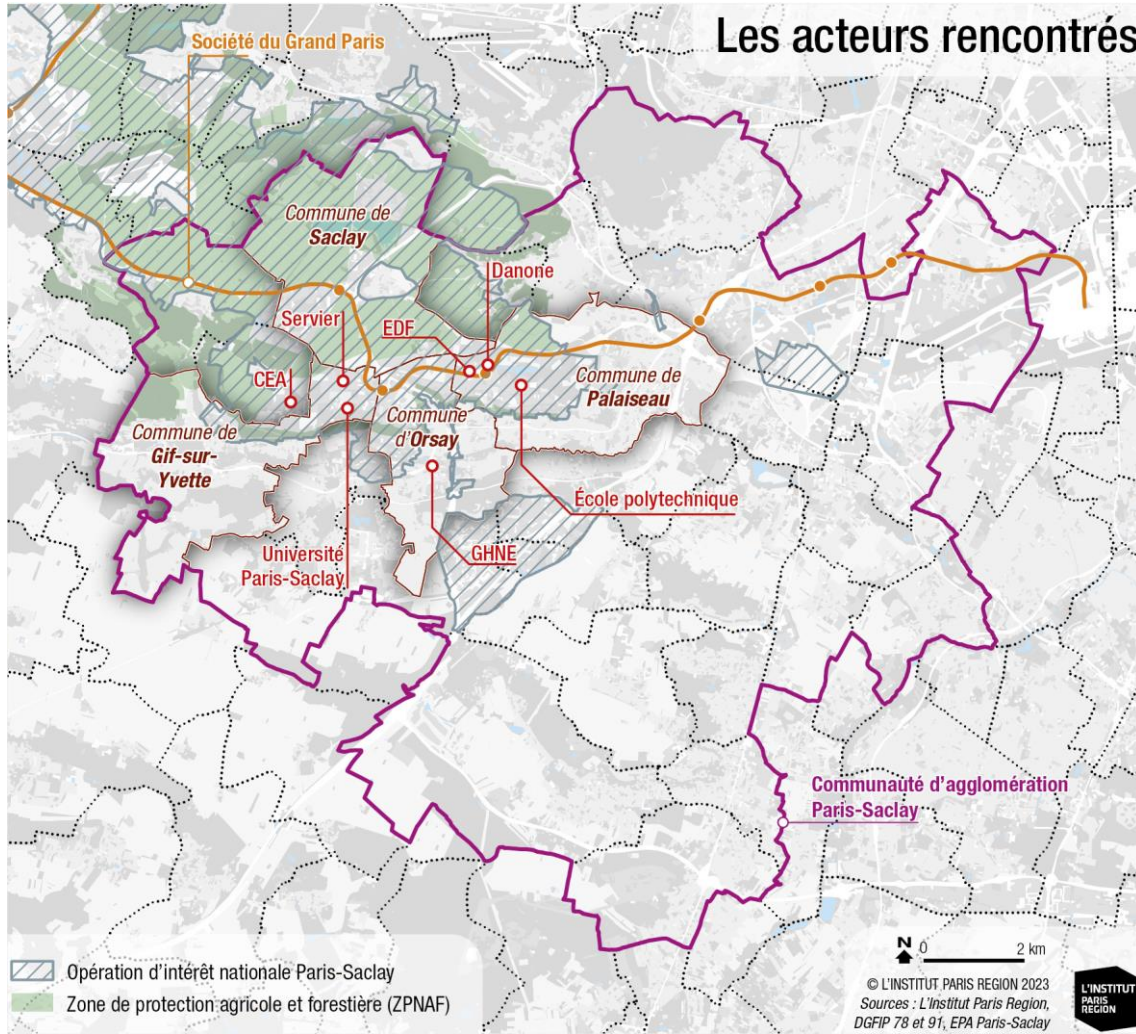 Les acteurs rencontrés
Société du Grand Paris
Commune de
Saclay
Danone
Servier
EDF
CEA
Commune de
Palaiseau
Commune
d'Orsay
Commune de
Gif-sur-
Yvette
École polytechnique
Université
Paris-Saclay
GHNE
Communauté d'agglomération
Paris-Saclay
Opération d'intérêt nationale Paris-Saclay
Zone de protection agricole et forestière (ZPNAF)
N 0 2 km
© L'INSTITUT PARIS REGION 2023
Sources : L'Institut Paris Region,
DGFIP 78 et 91, EPA Paris-Saclay
L'INSTITUT
PARIS
REGION